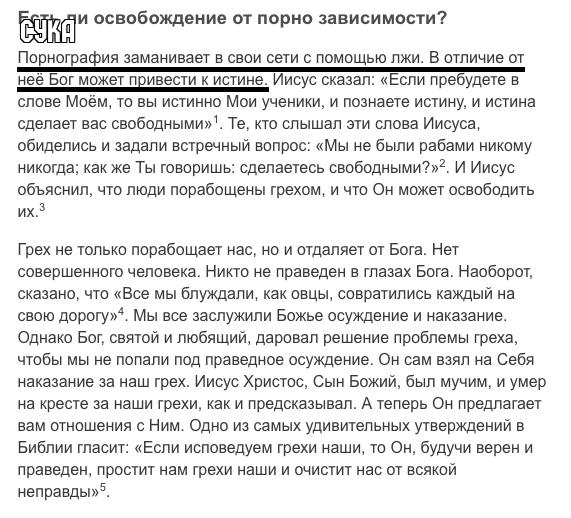 Есть ли освобождение от порно зависимости?
СУКА
Порнография заманивает в свои сети с помощью лжи. В отличие от
неё Бог может привести к истине. Иисус сказал: «Если пребудете в
слове Моём, то вы истинно Мои ученики, и познаете истину, и истина
сделает вас свободными»¹. Те, кто слышал эти слова Иисуса,
обиделись и задали встречный вопрос: «Мы не были рабами никому
никогда; как же Ты говоришь: сделаетесь свободными?»². И Иисус
объяснил, что люди порабощены грехом, и что Он может освободить
их.³
Грех не только порабощает нас, но и отдаляет от Бога. Нет
совершенного человека. Никто не праведен в глазах Бога. Наоборот,
сказано, что «Все мы блуждали, как овцы, совратились каждый на
свою дорогу»⁴. Мы все заслужили Божье осуждение и наказание.
Однако Бог, святой и любящий, даровал решение проблемы греха,
чтобы мы не попали под праведное осуждение. Он сам взял на Себя
наказание за наш грех. Иисус Христос, Сын Божий, был мучим, и умер
на кресте за наши грехи, как и предсказывал. А теперь Он предлагает
вам отношения с Ним. Одно из самых удивительных утверждений в
Библии гласит: «Если исповедуем грехи наши, то Он, будучи верен и
праведен, простит нам грехи наши и очистит нас от всякой
неправды»⁵.